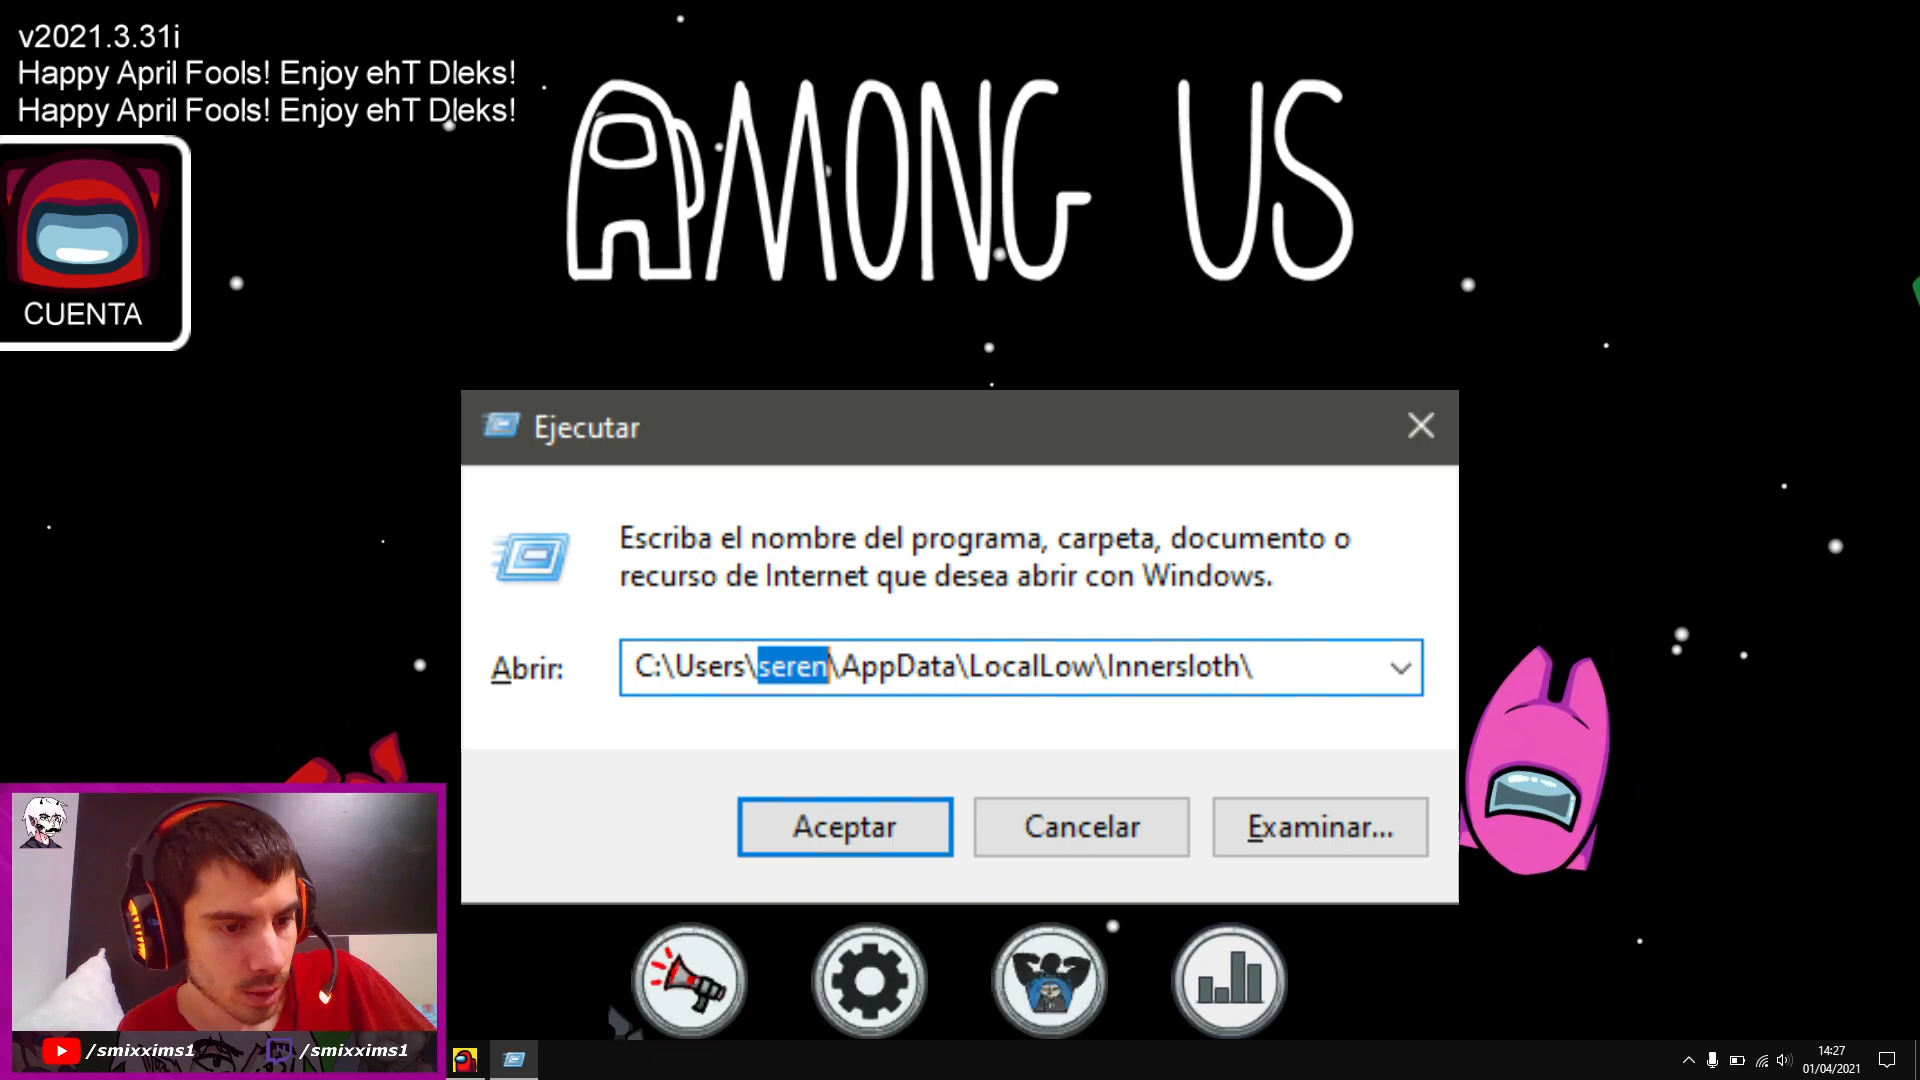 v2021.3.31i
Happy April Fools! Enjoy ehT Dleks!
Happy April Fools! Enjoy ehT Dleks!
AMONG US
CUENTA
Ejecutar
Escriba el nombre del programa, carpeta, documento o
recurso de Internet que desea abrir con Windows.
Abrir:
C:\Users\seren\AppData\LocalLow\Innersloth\
Aceptar
Cancelar
Examinar...
/smixxims1
/smixxims1
14:27
01/04/2021